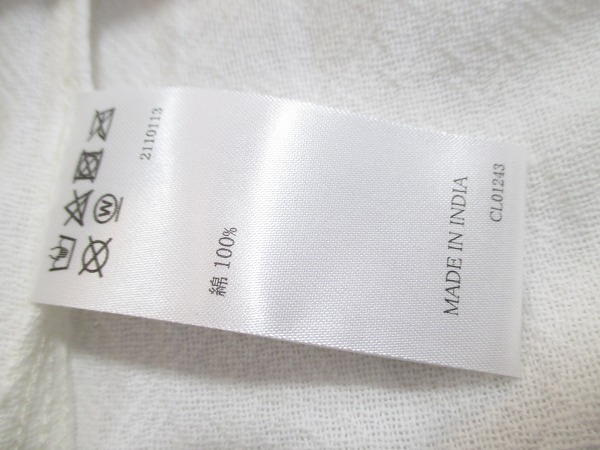 W
2110113
綿 100%
MADE IN INDIA
CL01243